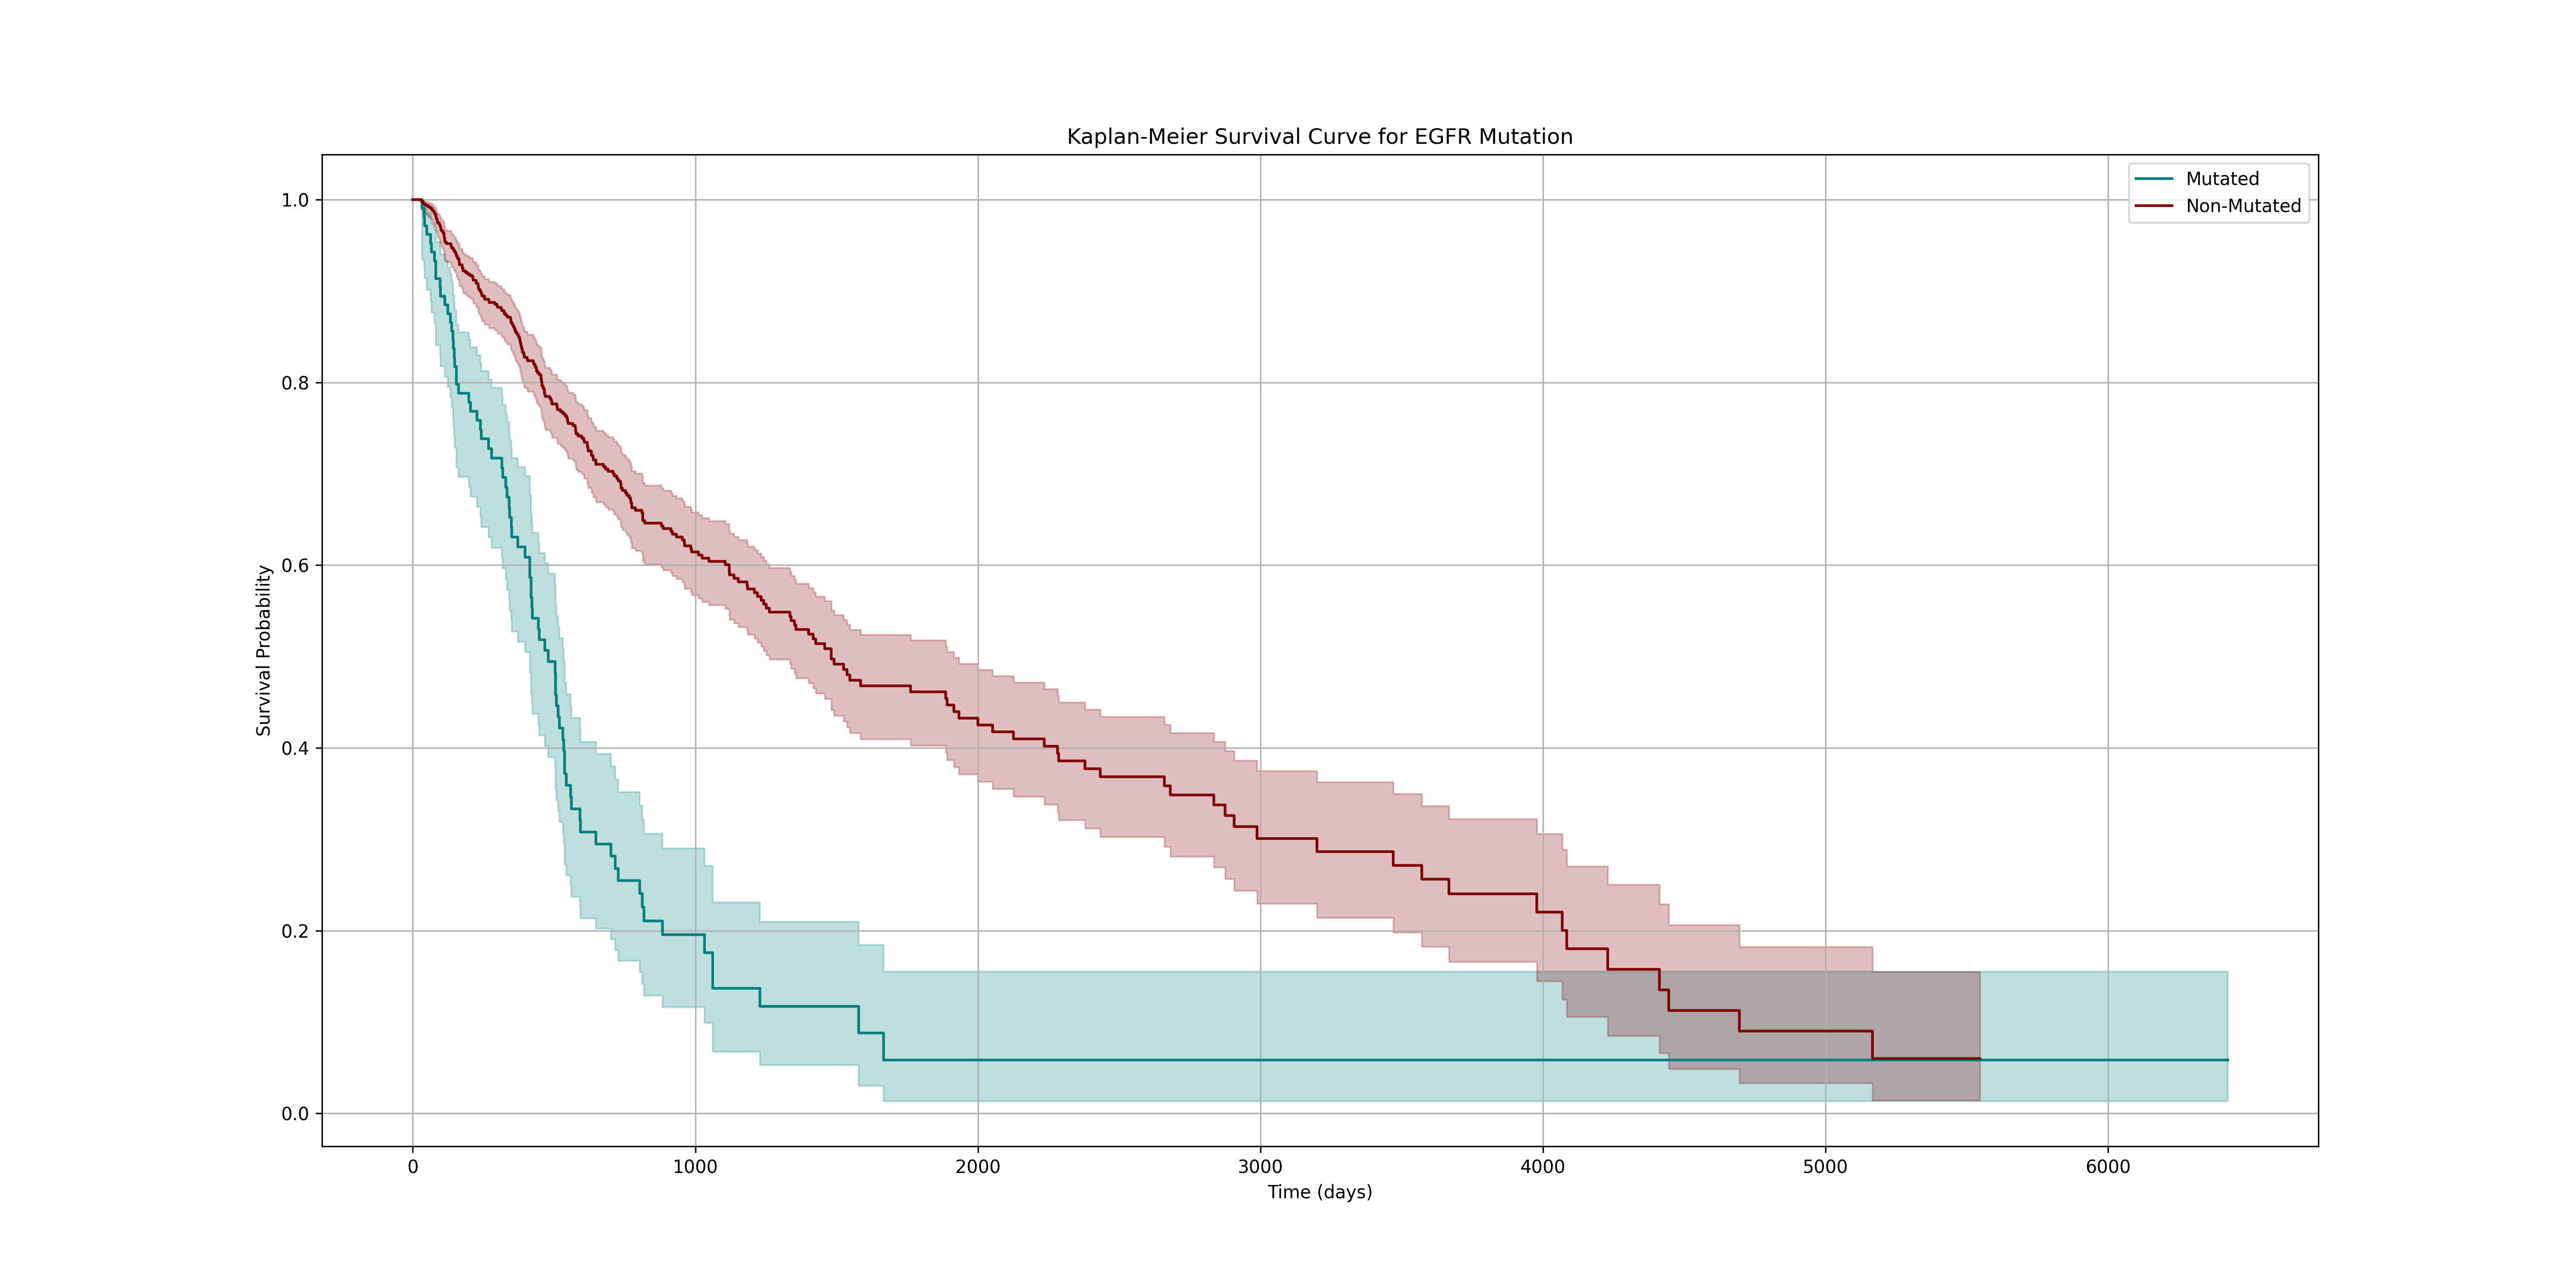 Kaplan-Meier Survival Curve for EGFR Mutation
Mutated
Non-Mutated
Survival Probability
1.0
0.8
0.6
0.4
0.2
0.0
0 1000 2000 3000 4000 5000 6000
Time (days)